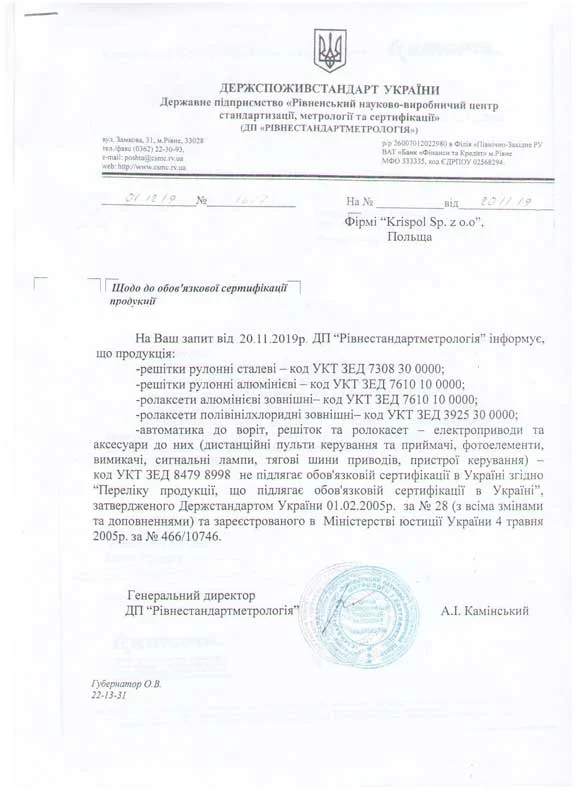 ДЕРЖСПОЖИВСТАНДАРТ УКРАЇНИ
Державне підприємство «Рівненський науково-виробничий центр
стандартизації, метрології та сертифікації»
(ДП «РІВНЕСТАНДАРТМЕТРОЛОГІЯ»)
вул. Замкова, 31, м.Рівне, 33028
тел./факс (0362) 22-30-93,
e-mail: poshta@csmc.rv.ua
web: http://www.csmc.rv.ua
р/р 26007012022980 в Філія «Північно-Західне РУ
ВАТ «Банк «Фінанси та Кредит» м.Рівне
МФО 333335, код ЄДРПОУ 02568294.
№
На № від 20 11 19
Фірмі “Krispol Sp. z o.o”,
Польща
Щодо до обов'язкової сертифікації
продукції
На Ваш запит від 20.11.2019р. ДП “Рівнестандартметрологія” інформує,
що продукція:
-решітки рулонні сталеві – код УКТ ЗЕД 7308 30 0000;
-решітки рулонні алюмінієві – код УКТ ЗЕД 7610 10 0000;
-ролаксети алюмінієві зовнішні– код УКТ ЗЕД 7610 10 0000;
-ролаксети полівінілхлоридні зовнішні– код УКТ ЗЕД 3925 30 0000;
-автоматика до воріт, решіток та ролокасет – електроприводи та
аксесуари до них (дистанційні пульти керування та приймачі, фотоелементи,
вимикачі, сигнальні лампи, тягові шини приводів, пристрої керування) –
код УКТ ЗЕД 8479 8998 не підлягає обов'язковій сертифікації в Україні згідно
“Переліку продукції, що підлягає обов'язковій сертифікації в Україні”,
затвердженого Держстандартом України 01.02.2005р. за № 28 (з всіма змінами
та доповненнями) та зареєстрованого в Міністерстві юстиції України 4 травня
2005р. за № 466/10746.
Генеральний директор
ДП “Рівнестандартметрологія”
А.І. Камінський
Губернатор О.В.
22-13-31